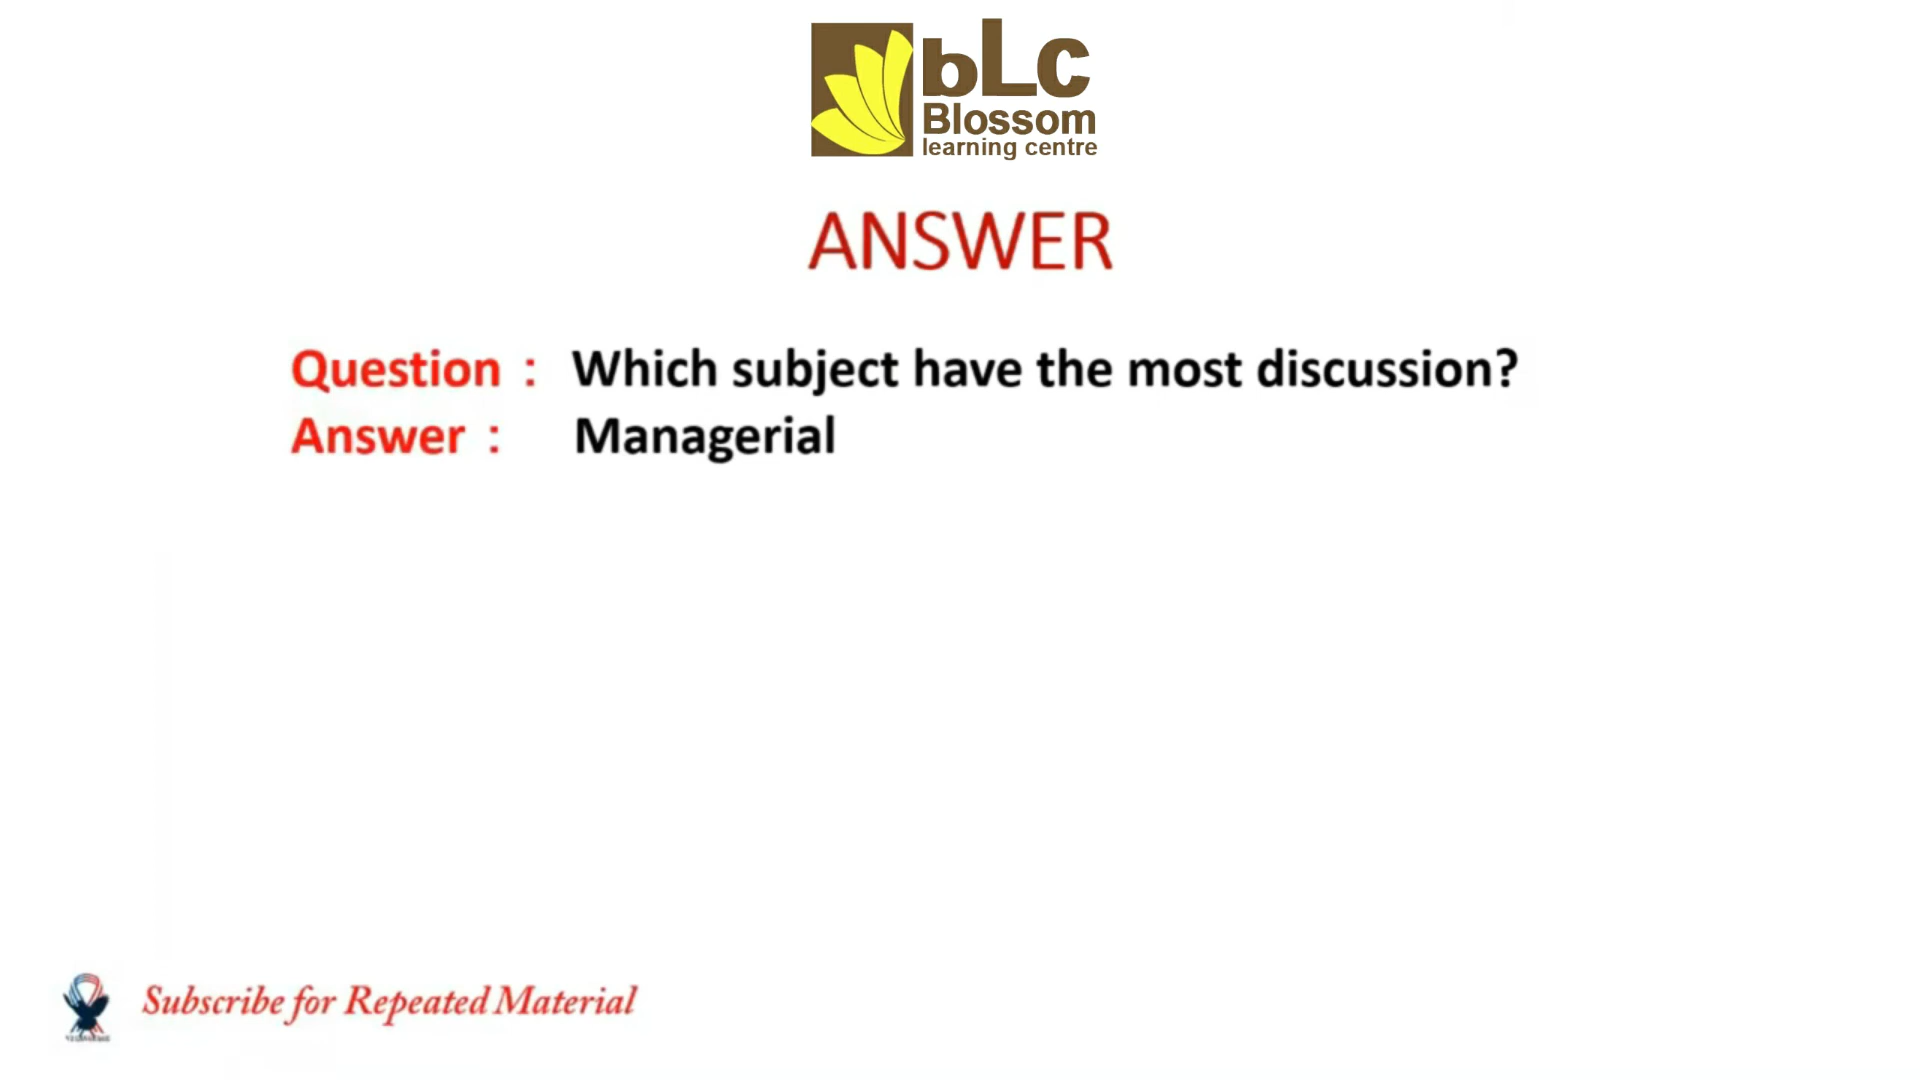 bLc
Blossom
learning centre
ANSWER
Question : Which subject have the most discussion?
Answer : Managerial
Subscribe for Repeated Material